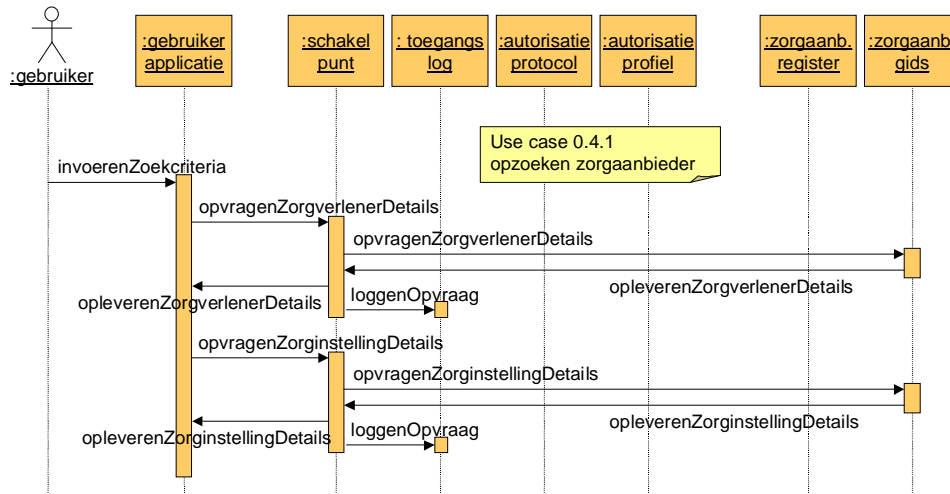 :gebruiker
:gebruiker
applicatie
:schakel
punt
: toegangs
log
:autorisatie
protocol
:autorisatie
profiel
:zorgaanb.
register
:zorgaanb
gids
Use case 0.4.1
opzoeken zorgaanbieder
invoerenZoekcriteria
opvragenZorgverlenerDetails
opvragenZorgverlenerDetails
opleverenZorgverlenerDetails
opleverenZorgverlenerDetails
loggenOpvraag
opvragenZorginstellingDetails
opvragenZorginstellingDetails
opleverenZorginstellingDetails
opleverenZorginstellingDetails
loggenOpvraag